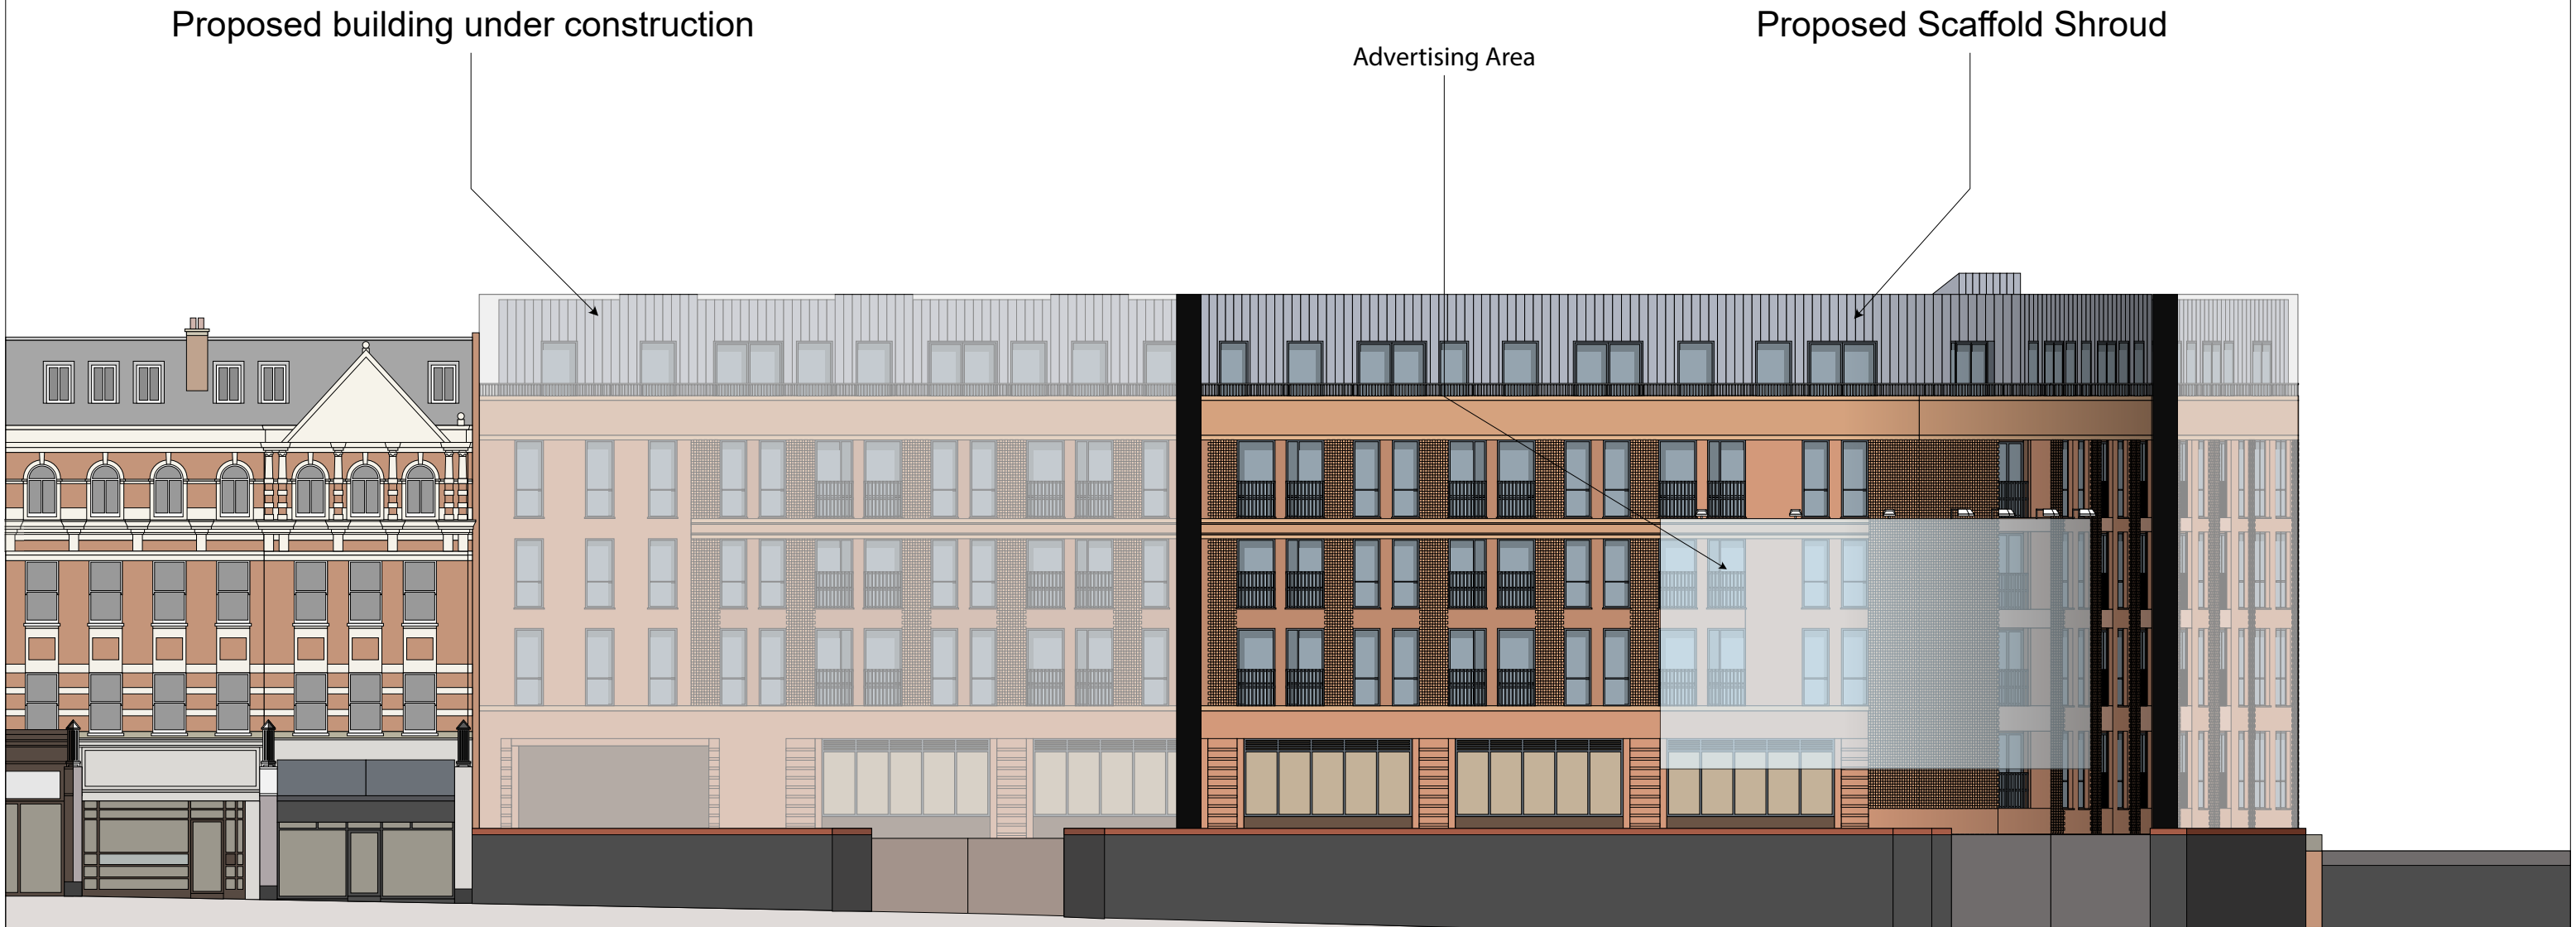 Proposed building under construction
Proposed Scaffold Shroud
Advertising Area